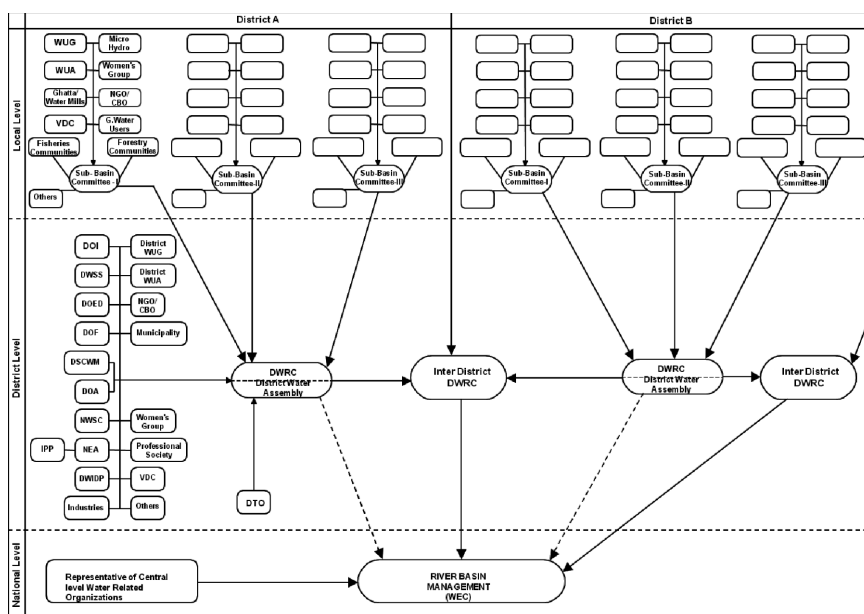 District A
District B
Local Level
WUG
Micro
Hydro
WUA
Women's
Group
Ghatta/
Water Mills
NGO/
CBO
VDC
G.Water
Users
Fisheries
Communities
Forestry
Communities
Others
Sub-Basin
Committee - I
Sub-Basin
Committee-II
Sub-Basin
Committee-III
Sub-Basin
Committee-I
Sub-Basin
Committee-II
Sub-Basin
Committee-III
District Level
DOI
District
WUG
DWSS
District
WUA
DOED
NGO/
CBO
DOF
Municipality
DSCWM
DOA
NWSC
Women's
Group
IPP
NEA
Professional
Society
DWIDP
VDC
Industries
Others
DWRC
District Water
Assembly
Inter District
DWRC
DWRC
District Water
Assembly
Inter District
DWRC
DTO
National Level
Representative of Central
level Water Related
Organizations
RIVER BASIN
MANAGEMENT
(WEC)